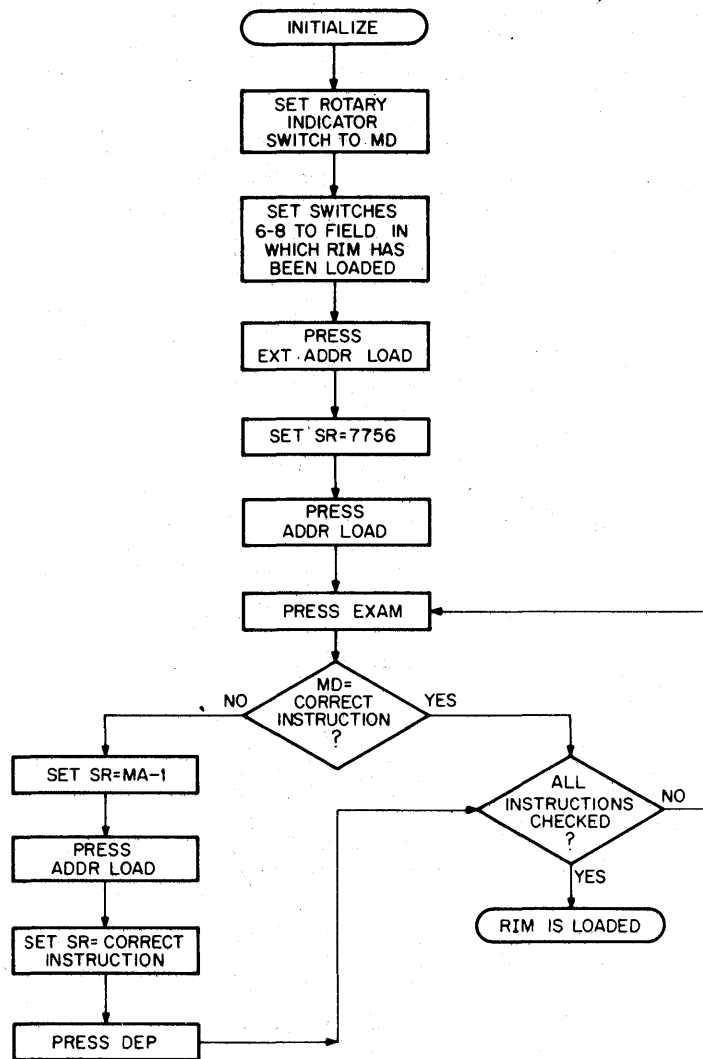 INITIALIZE
SET ROTARY
INDICATOR
SWITCH TO MD
SET SWITCHES
6-8 TO FIELD IN
WHICH RIM HAS
BEEN LOADED
PRESS
EXT ADDR LOAD
SET SR=7756
PRESS
ADDR LOAD
PRESS EXAM
NO
MD=
CORRECT
INSTRUCTION
?
YES
SET SR=MA-1
PRESS
ADDR LOAD
SET SR=CORRECT
INSTRUCTION
PRESS DEP
ALL
INSTRUCTIONS
CHECKED
?
NO
YES
RIM IS LOADED